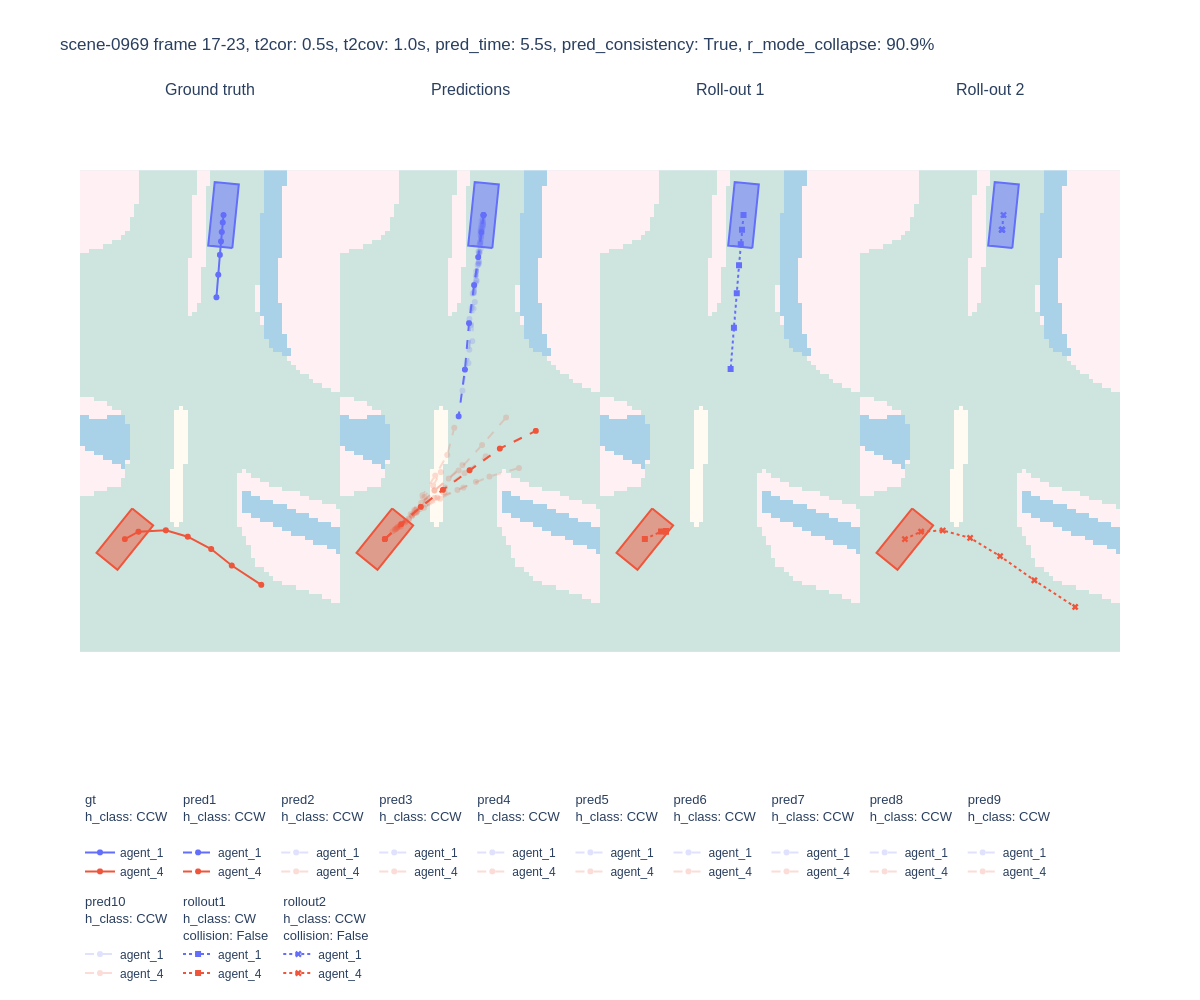 scene-0969 frame 17-23, t2cor: 0.5s, t2cov: 1.0s, pred_time: 5.5s, pred_consistency: True, r_mode_collapse: 90.9%
Ground truth Predictions Roll-out 1 Roll-out 2
gt pred1 pred2 pred3 pred4 pred5 pred6 pred7 pred8 pred9
h_class: CCW h_class: CCW h_class: CCW h_class: CCW h_class: CCW h_class: CCW h_class: CCW h_class: CCW h_class: CCW h_class: CCW
agent_1 agent_1 agent_1 agent_1 agent_1 agent_1 agent_1 agent_1 agent_1 agent_1
agent_4 agent_4 agent_4 agent_4 agent_4 agent_4 agent_4 agent_4 agent_4 agent_4
pred10 rollout1 rollout2
h_class: CCW h_class: CW h_class: CCW
collision: False collision: False
agent_1 agent_1 agent_1
agent_4 agent_4 agent_4